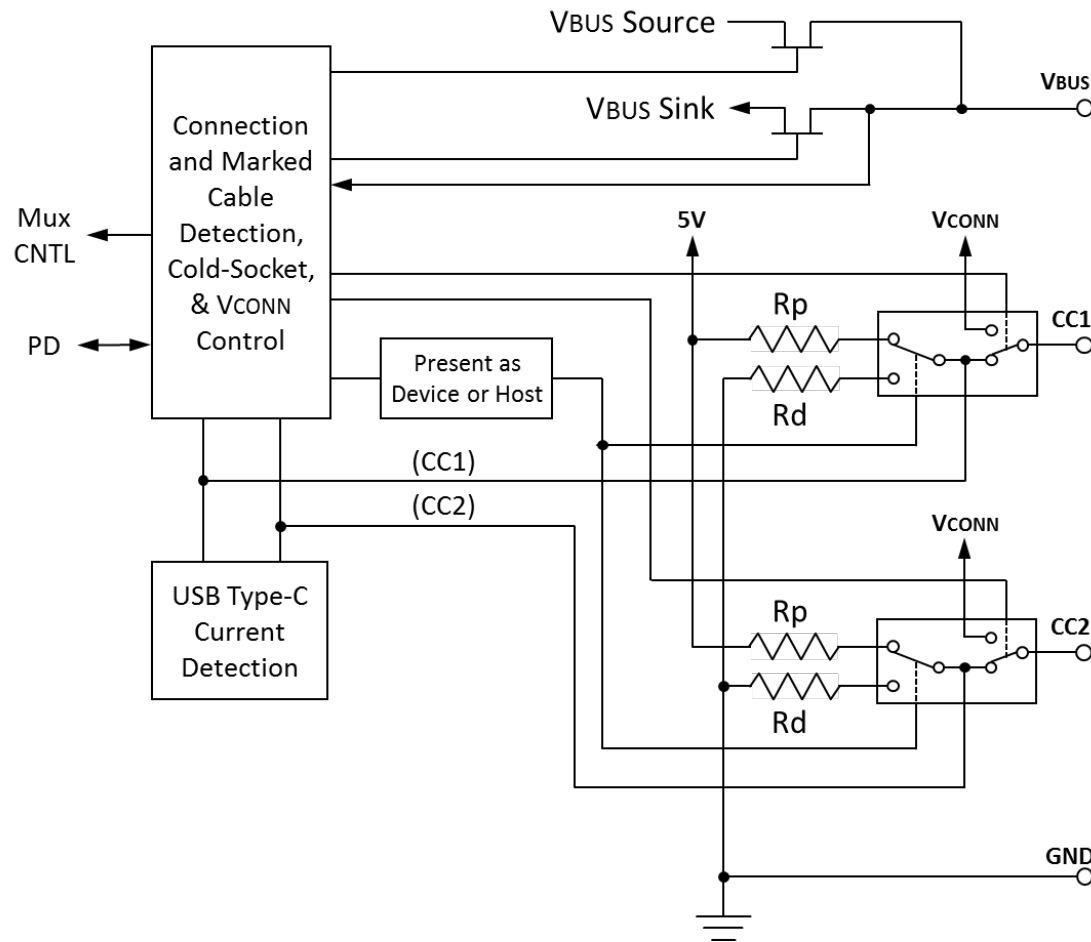 VBUS Source
VBUS
VBUS Sink
Connection
and Marked
Cable
Detection,
Cold-Socket,
& VCONN
Control
Mux
CNTL
PD
Present as
Device or Host
5V
VCONN
Rp
CC1
Rd
(CC1)
(CC2)
USB Type-C
Current
Detection
VCONN
Rp
CC2
Rd
GND